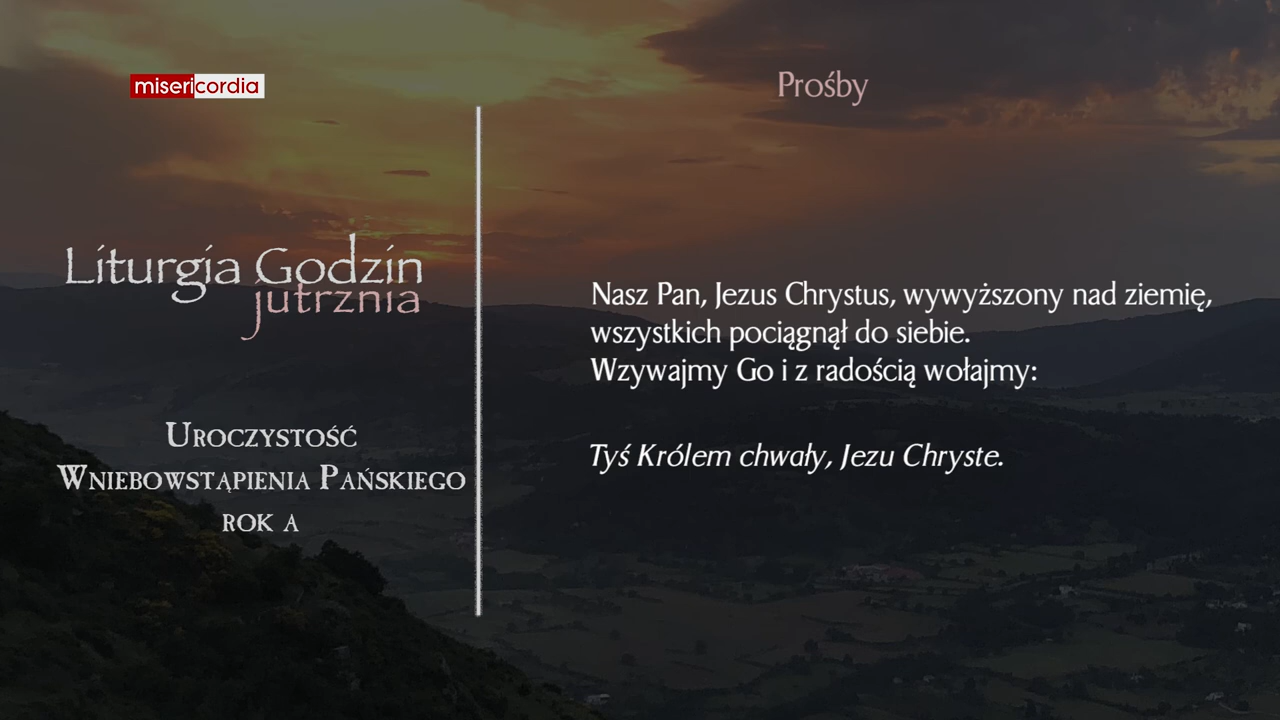 misericordia
Liturgia Godzin
jutrznia
Uroczystość
Wniebowstąpienia Pańskiego
rok a
Prośby
Nasz Pan, Jezus Chrystus, wywyższony nad ziemię,
wszystkich pociągnął do siebie.
Wzywajmy Go i z radością wołajmy:
Tyś Królem chwały, Jezu Chryste.